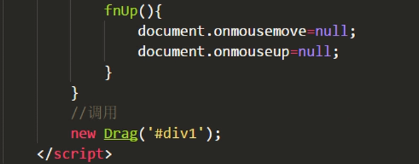 fnUp(){
document.onmousemove=null;
document.onmouseup=null;
}
}
//调用
new Drag('#div1');
</script>